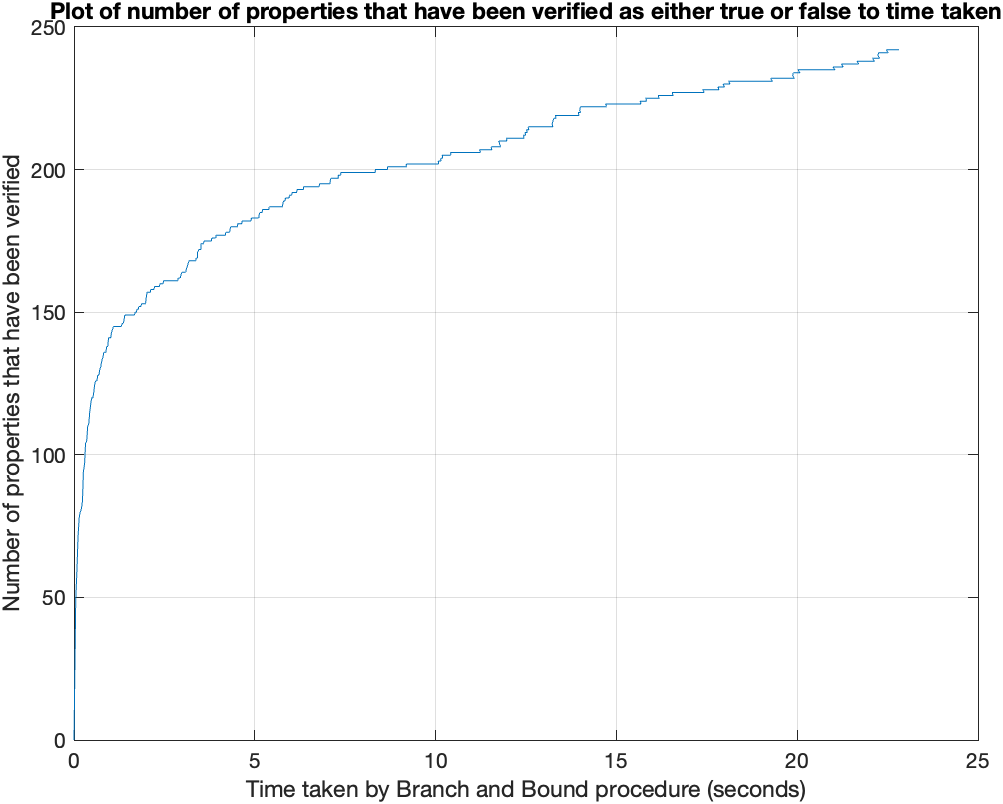 Plot of number of properties that have been verified as either true or false to time taken
250
200
150
100
50
0
Number of properties that have been verified
0 5 10 15 20 25
Time taken by Branch and Bound procedure (seconds)